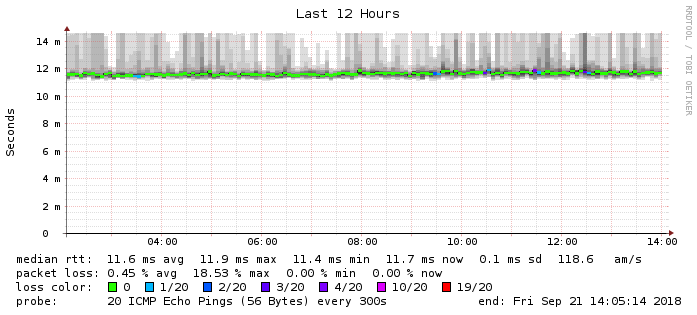 Last 12 Hours
RRDTOOL / TOBI OETIKER
Seconds
14 m
12 m
10 m
8 m
6 m
4 m
2 m
0
04:00 06:00 08:00 10:00 12:00 14:00
median rtt: 11.6 ms avg 11.9 ms max 11.4 ms min 11.7 ms now 0.1 ms sd 118.6 am/s
packet loss: 0.45 % avg 18.53 % max 0.00 % min 0.00 % now
loss color: 0 1/20 2/20 3/20 4/20 10/20 19/20
probe: 20 ICMP Echo Pings (56 Bytes) every 300s end: Fri Sep 21 14:05:14 2018